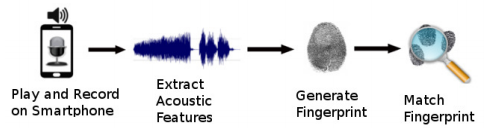 Play and Record
on Smartphone
Extract
Acoustic
Features
Generate
Fingerprint
Match
Fingerprint